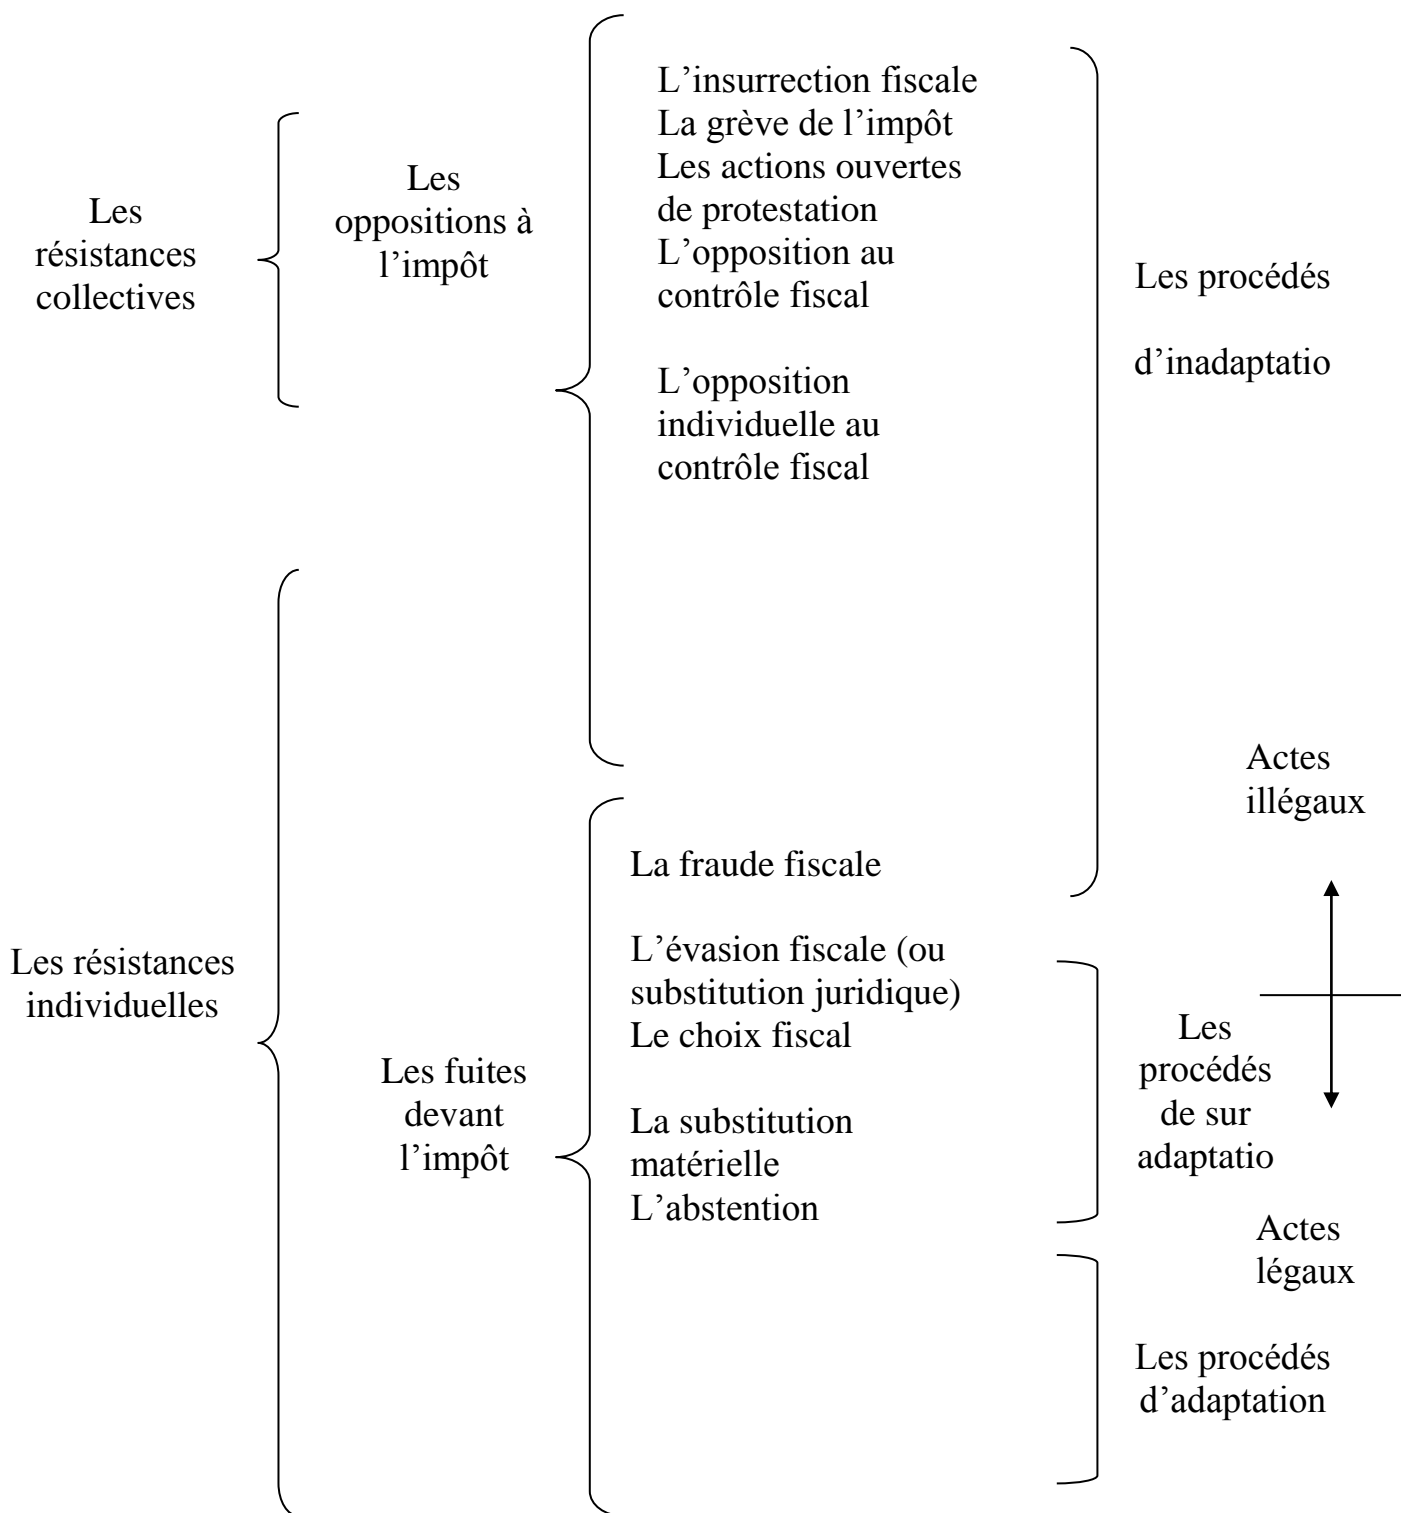 Les
résistances
collectives
Les
oppositions à
l’impôt
L’insurrection fiscale
La grève de l’impôt
Les actions ouvertes
de protestation
L’opposition au
contrôle fiscal
L’opposition
individuelle au
contrôle fiscal
Les procédés
d’inadaptatio
Actes
illégaux
Les résistances
individuelles
Les fuites
devant
l’impôt
La fraude fiscale
L’évasion fiscale (ou
substitution juridique)
Le choix fiscal
La substitution
matérielle
L’abstention
Les
procédés
de sur
adaptatio
Actes
légaux
Les procédés
d’adaptation